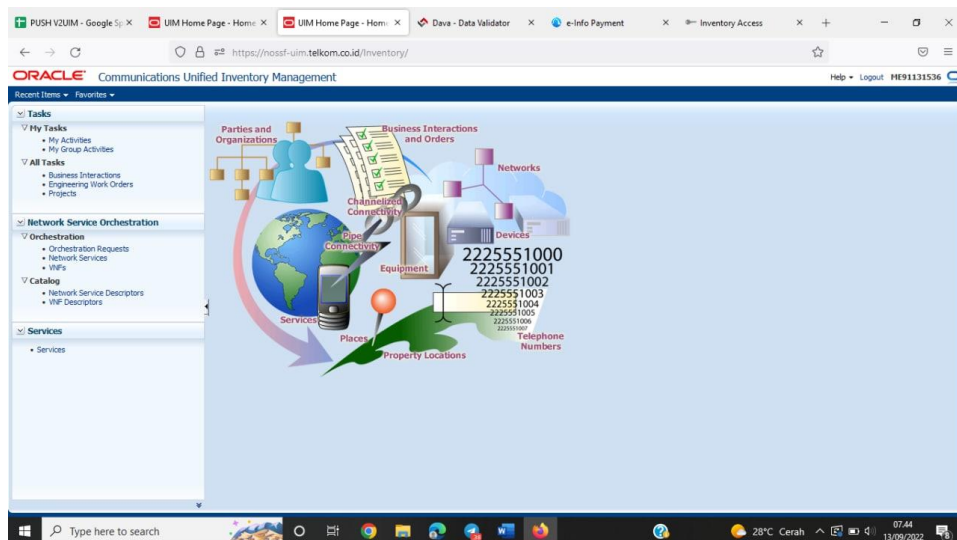 PUSH V2UIM - Google Sp
UIM Home Page - Home
UIM Home Page - Home
Dava - Data Validator
e-Info Payment
Inventory Access
https://nossf-uim.telkom.co.id/Inventory/
ORACLE Communications Unified Inventory Management
Help Logout ME91131536
Recent Items Favorites
Tasks
My Tasks
• My Activities
• My Group Activities
All Tasks
• Business Interactions
• Engineering Work Orders
• Projects
Network Service Orchestration
Orchestration
• Orchestration Requests
• Network Services
• VNFs
Catalog
• Network Service Descriptors
• VNF Descriptors
Services
• Services
Parties and
Organizations
Business Interactions
and Orders
Networks
Channelized
Connectivity
Pipe
Connectivity
Devices
Equipment
2225551000
2225551001
2225551002
2225551003
2225551004
2225551005
2225551006
2225551007
Services
Places
Property Locations
Telephone
Numbers
Type here to search
28°C Cerah
07.44
13/09/2022